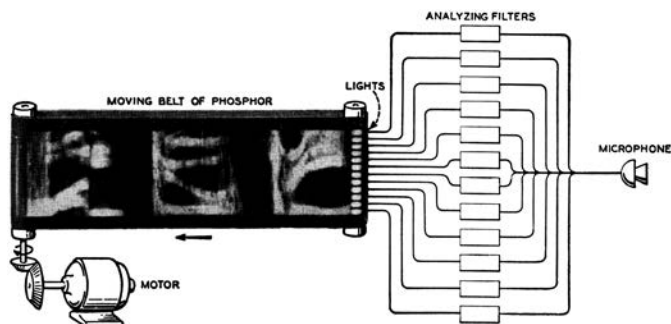 ANALYZING FILTERS
LIGHTS
MOVING BELT OF PHOSPHOR
MICROPHONE
MOTOR